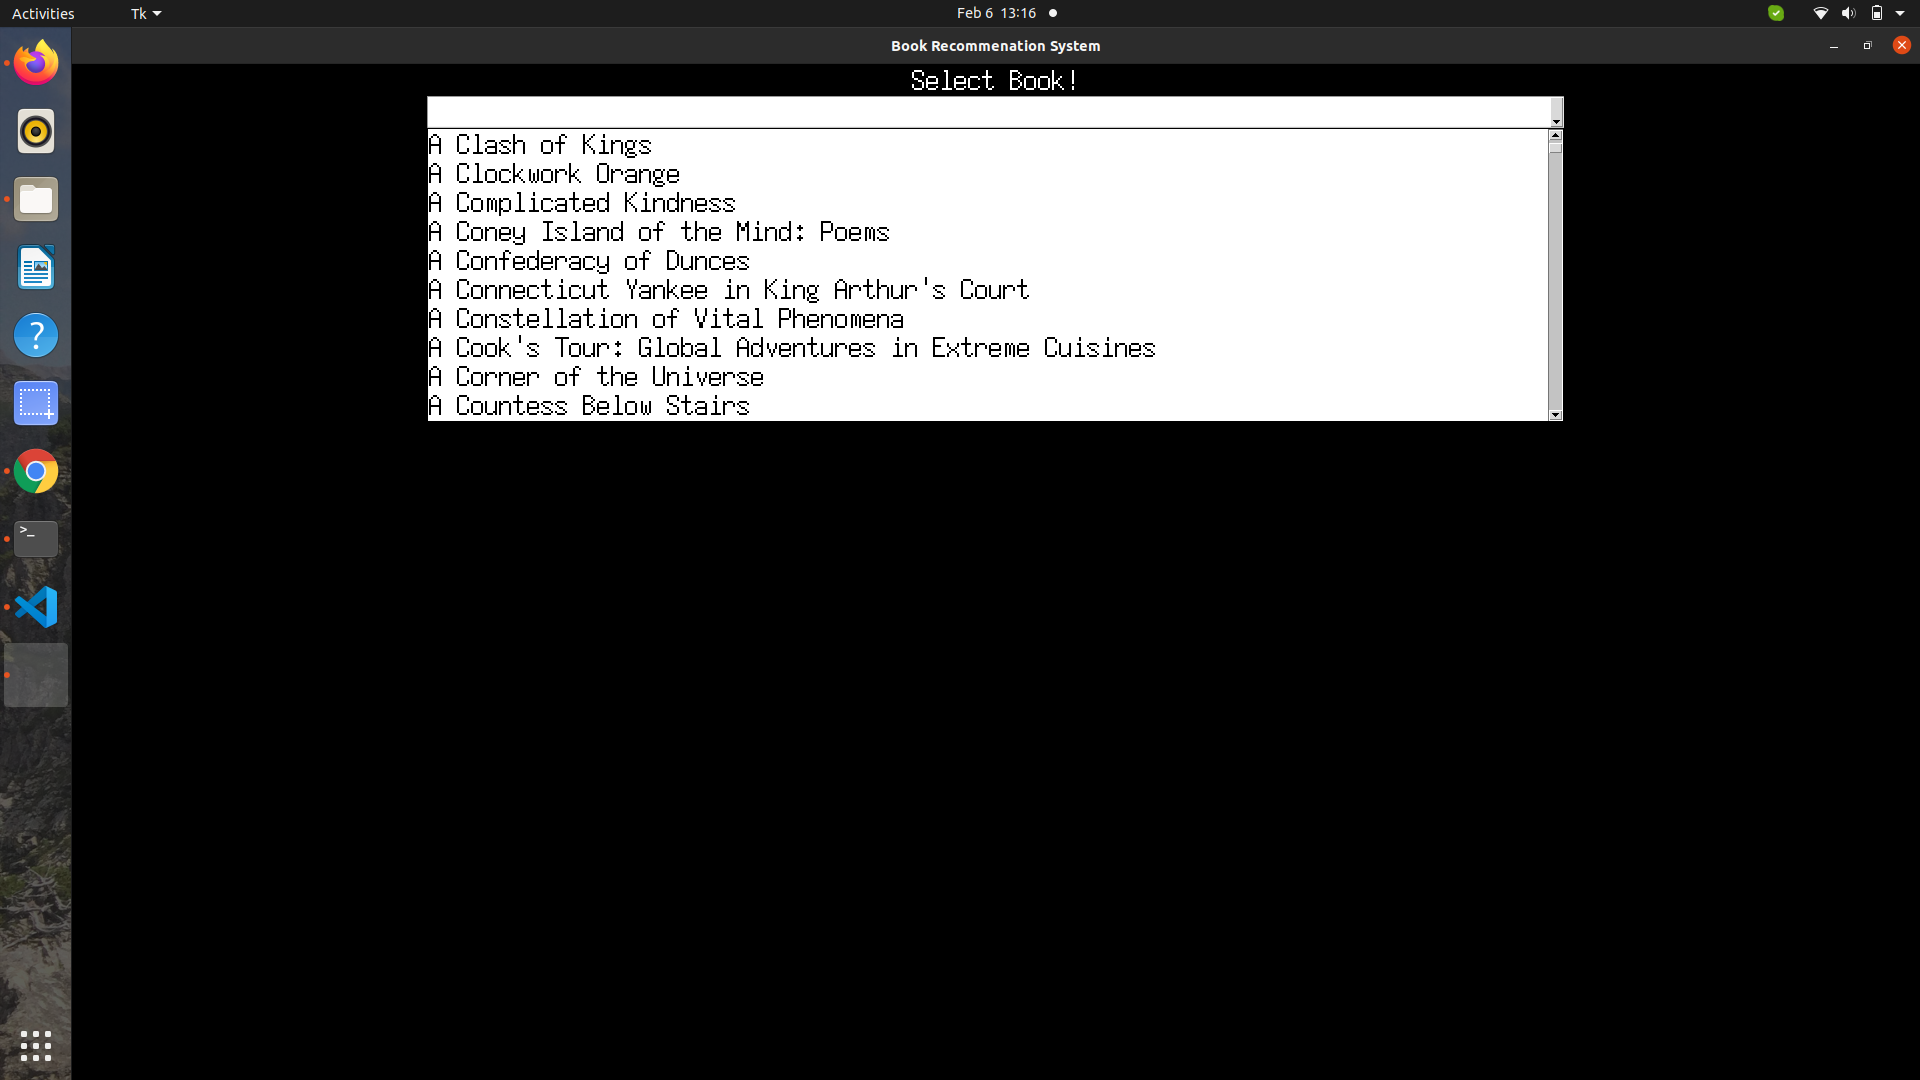 Activities
Tk
Feb 6 13:16
Book Recommenation System
Select Book!
A Clash of Kings
A Clockwork Orange
A Complicated Kindness
A Coney Island of the Mind: Poems
A Confederacy of Dunces
A Connecticut Yankee in King Arthur's Court
A Constellation of Vital Phenomena
A Cook's Tour: Global Adventures in Extreme Cuisines
A Corner of the Universe
A Countess Below Stairs